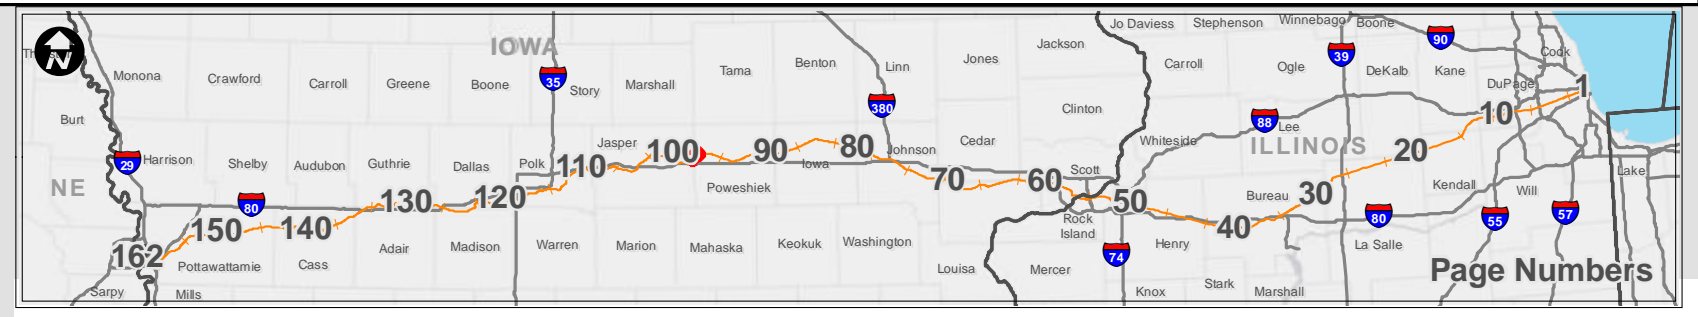 Jo Daviess Stephenson Winnebago Boone
IOWA
Jackson
90
39
Cook
N
Th
Monona Crawford Carroll Greene Boone
35
Story Marshall Tama Benton Linn Jones
Carroll Ogle DeKalb Kane DuPage
1
380
Clinton
10
Burt
88
Lee
Whiteside
ILLINOIS
Jasper
100 90 80
Johnson
Cedar
20
29
Harrison Shelby Audubon Guthrie Dallas Polk
110
Iowa
Scott
Lake
NE
80
130 120
Poweshiek
70 60 50
Bureau
30
Kendall Will
150 140
Rock
Island
40
80
55
57
162
Adair Madison Warren Marion Mahaska Keokuk Washington
74
Henry La Salle
Pottawattamie Cass
Louisa Mercer
Page Numbers
Sarpy Mills
Knox Stark Marshall